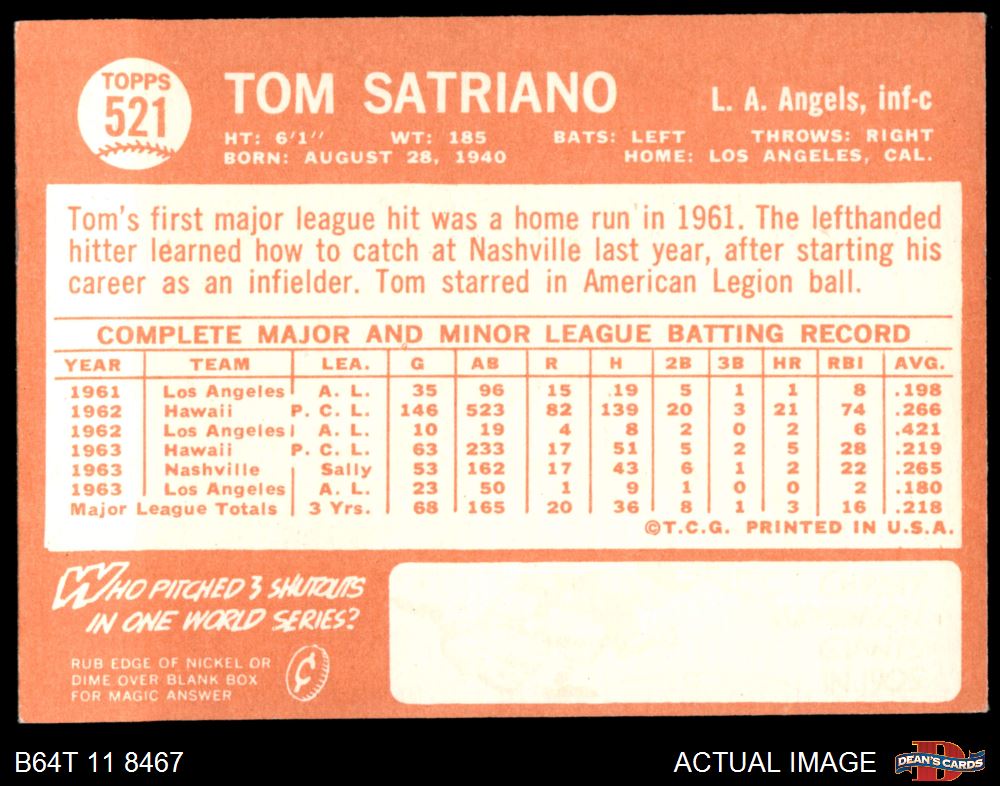 TOPPS
521
TOM SATRIANO
L. A. Angels, inf-c
HT: 6'1'' WT: 185 BATS: LEFT THROWS: RIGHT
BORN: AUGUST 28, 1940 HOME: LOS ANGELES, CAL.
Tom's first major league hit was a home run in 1961. The lefthanded
hitter learned how to catch at Nashville last year, after starting his
career as an infielder. Tom starred in American Legion ball.
COMPLETE MAJOR AND MINOR LEAGUE BATTING RECORD
YEAR TEAM LEA. G AB R H 2B 3B HR RBI AVG.
1961 Los Angeles A. L. 35 96 15 19 5 1 1 8 .198
1962 Hawaii P. C. L. 146 523 82 139 20 3 21 74 .266
1962 Los Angeles A. L. 10 19 4 8 2 0 2 6 .421
1963 Hawaii P. C. L. 63 233 17 51 5 2 5 28 .219
1963 Nashville Sally 53 162 17 43 6 1 2 22 .265
1963 Los Angeles A. L. 23 50 1 9 1 0 0 2 .180
Major League Totals 3 Yrs. 68 165 20 36 8 1 3 16 .218
©T.C.G. PRINTED IN U.S.A.
WHO PITCHED 3 SHUTOUTS
IN ONE WORLD SERIES?
RUB EDGE OF NICKEL OR
DIME OVER BLANK BOX
FOR MAGIC ANSWER
¢
B64T 11 8467
ACTUAL IMAGE
DEAN'S CARDS